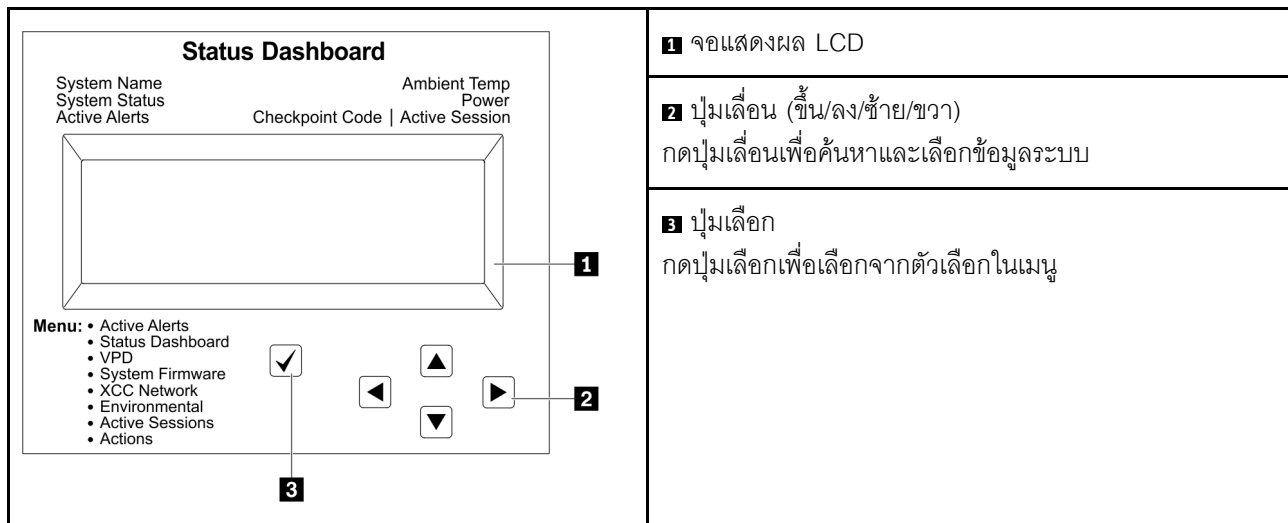 Status Dashboard
System Name
System Status
Active Alerts
Ambient Temp
Power
Checkpoint Code | Active Session
1
Menu: • Active Alerts
• Status Dashboard
• VPD
• System Firmware
• XCC Network
• Environmental
• Active Sessions
• Actions
2
3
1 จอแสดงผล LCD
2 ปุ่มเลื่อน (ขึ้น/ลง/ซ้าย/ขวา)
กดปุ่มเลื่อนเพื่อค้นหาและเลือกข้อมูลระบบ
3 ปุ่มเลือก
กดปุ่มเลือกเพื่อเลือกจากตัวเลือกในเมนู